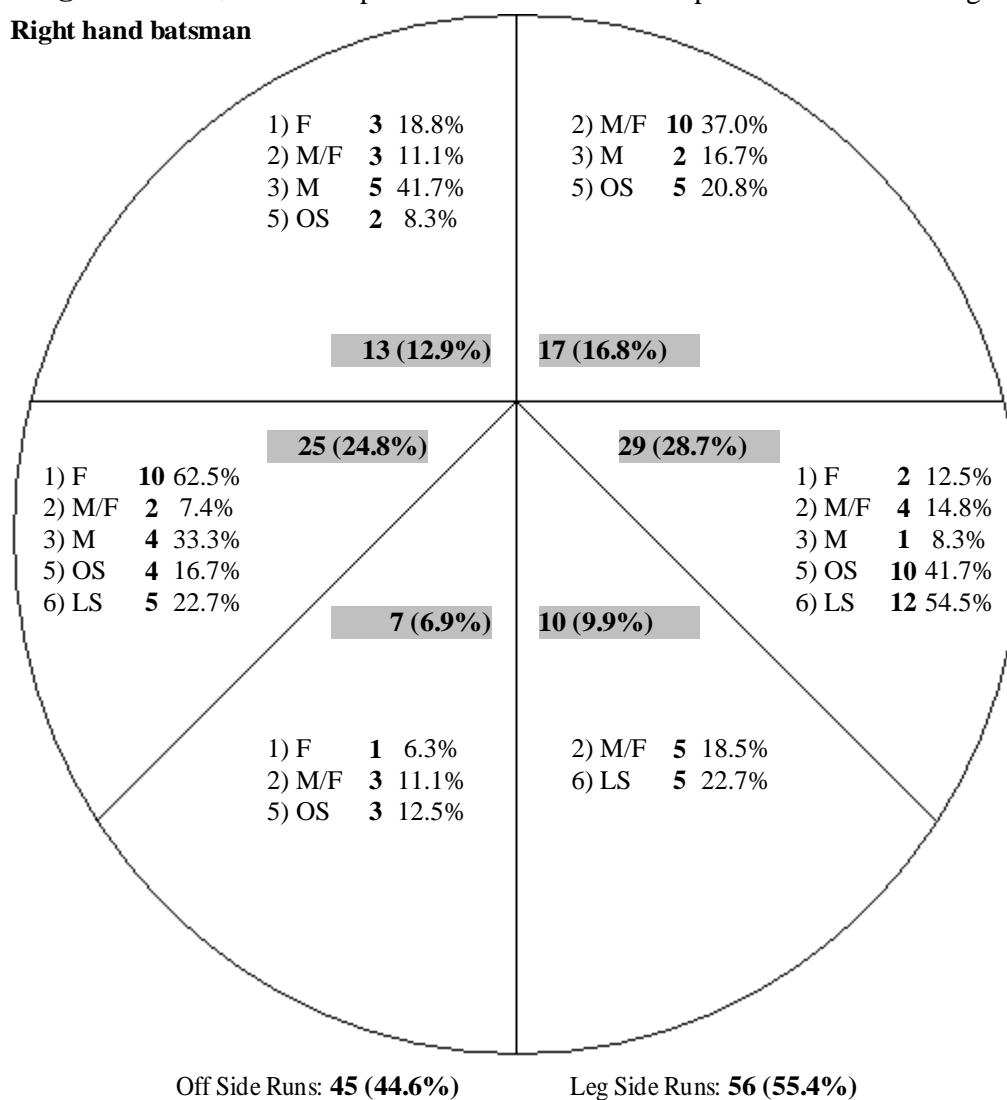 Right hand batsman
1) F 3 18.8%
2) M/F 3 11.1%
3) M 5 41.7%
5) OS 2 8.3%
2) M/F 10 37.0%
3) M 2 16.7%
5) OS 5 20.8%
13 (12.9%)
17 (16.8%)
25 (24.8%)
29 (28.7%)
1) F 10 62.5%
2) M/F 2 7.4%
3) M 4 33.3%
5) OS 4 16.7%
6) LS 5 22.7%
1) F 2 12.5%
2) M/F 4 14.8%
3) M 1 8.3%
5) OS 10 41.7%
6) LS 12 54.5%
7 (6.9%)
10 (9.9%)
1) F 1 6.3%
2) M/F 3 11.1%
5) OS 3 12.5%
2) M/F 5 18.5%
6) LS 5 22.7%
Off Side Runs: 45 (44.6%)
Leg Side Runs: 56 (55.4%)